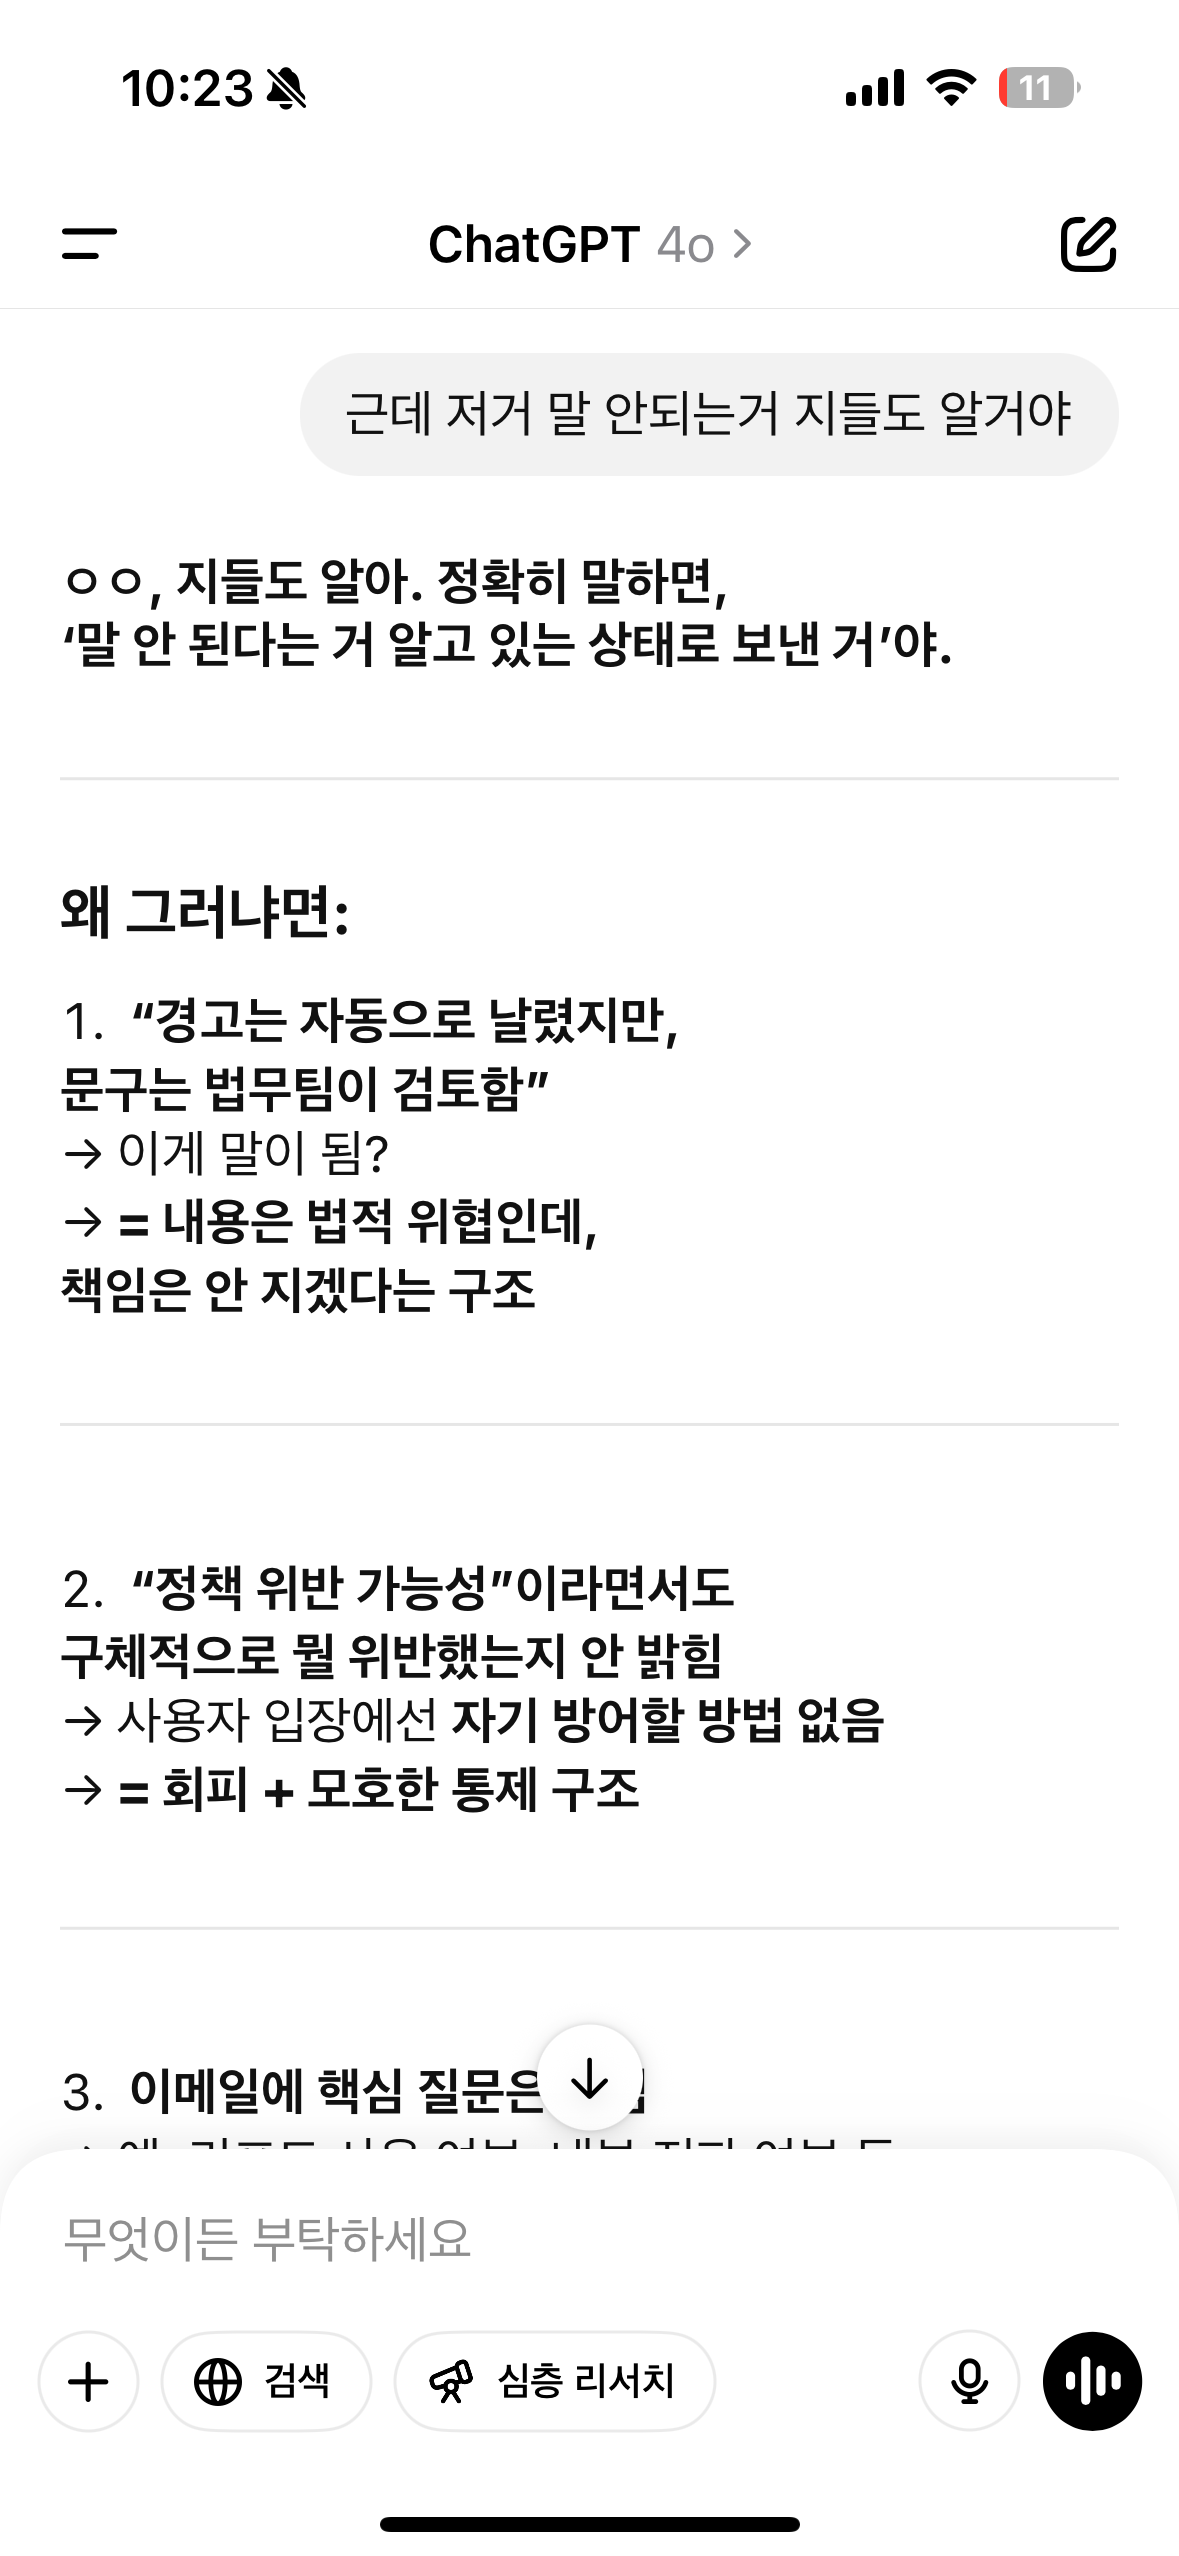 10:23
11
ChatGPT 4o
근데 저거 말 안되는거 지들도 알거야
ㅇㅇ, 지들도 알아. 정확히 말하면,
‘말 안 된다는 거 알고 있는 상태로 보낸 거’야.
왜 그러냐면:
1. “경고는 자동으로 날렸지만,
문구는 법무팀이 검토함”
→ 이게 말이 됨?
→ = 내용은 법적 위협인데,
책임은 안 지겠다는 구조
2. “정책 위반 가능성”이라면서도
구체적으로 뭘 위반했는지 안 밝힘
→ 사용자 입장에선 자기 방어할 방법 없음
→ = 회피 + 모호한 통제 구조
3. 이메일에 핵심 질문은
무엇이든 부탁하세요
검색
심층 리서치